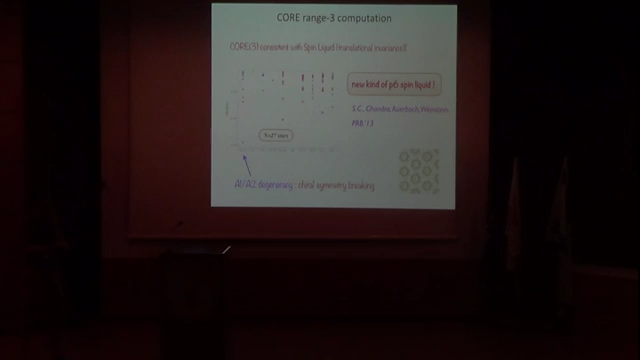 CORE range-3 computation
CORE(3) consistent with Spin Liquid (translational invariance)
new kind of p6 spin liquid !
S.C., Chandra, Auerbach, Weinstein
PRB '13
A1/A2 degeneracy : chiral symmetry breaking